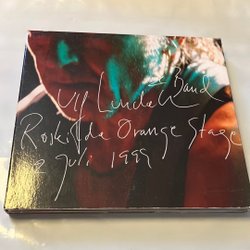 Ulf Lundell Band
Roskilde Orange Stage
2 juli 1999